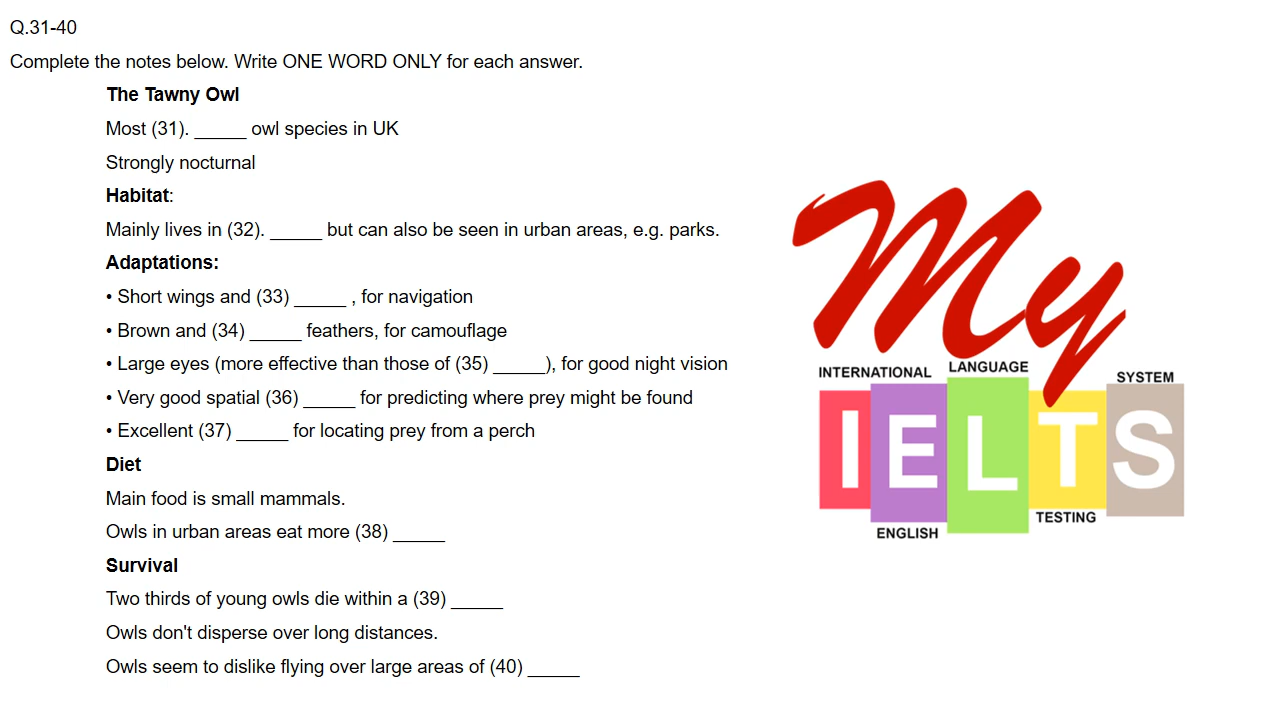 Q.31-40
Complete the notes below. Write ONE WORD ONLY for each answer.
The Tawny Owl
Most (31). _____ owl species in UK
Strongly nocturnal
Habitat:
Mainly lives in (32). _____ but can also be seen in urban areas, e.g. parks.
Adaptations:
• Short wings and (33) _____ , for navigation
• Brown and (34) _____ feathers, for camouflage
• Large eyes (more effective than those of (35) _____), for good night vision
• Very good spatial (36) _____ for predicting where prey might be found
• Excellent (37) _____ for locating prey from a perch
Diet
Main food is small mammals.
Owls in urban areas eat more (38) _____
Survival
Two thirds of young owls die within a (39) _____
Owls don't disperse over long distances.
Owls seem to dislike flying over large areas of (40) _____
My
INTERNATIONAL LANGUAGE SYSTEM
IELTS
ENGLISH TESTING